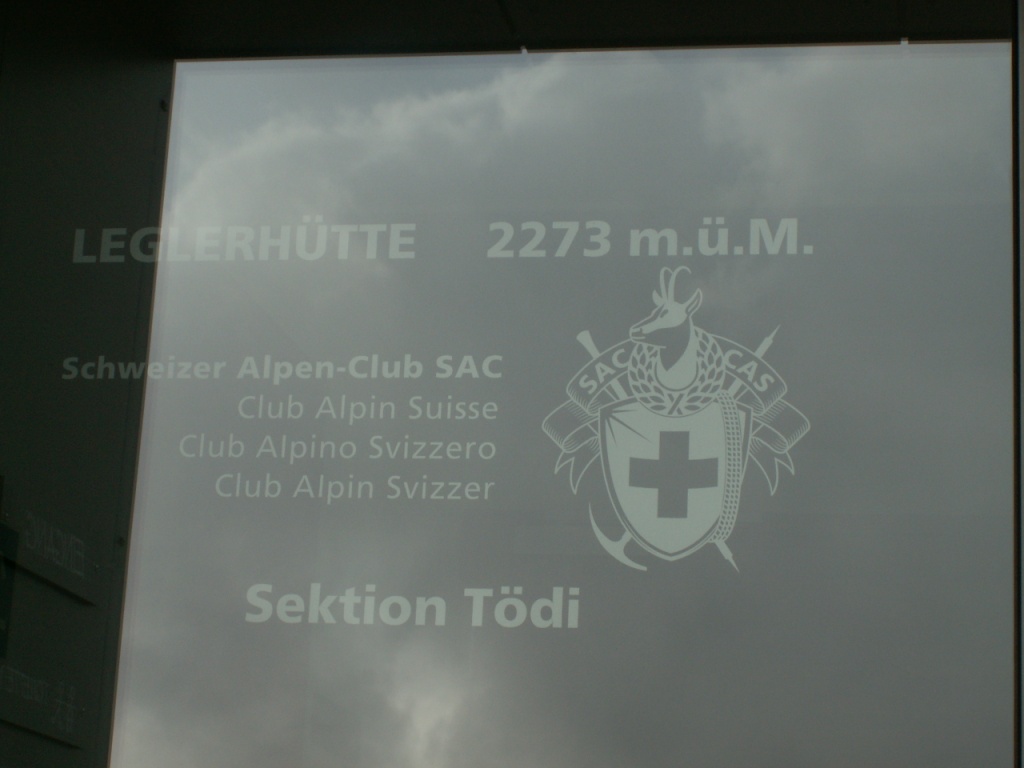 LEGLERHÜTTE 2273 m.ü.M.
SAC CAS
Schweizer Alpen-Club SAC
Club Alpin Suisse
Club Alpino Svizzero
Club Alpin Svizzer
Sektion Tödi